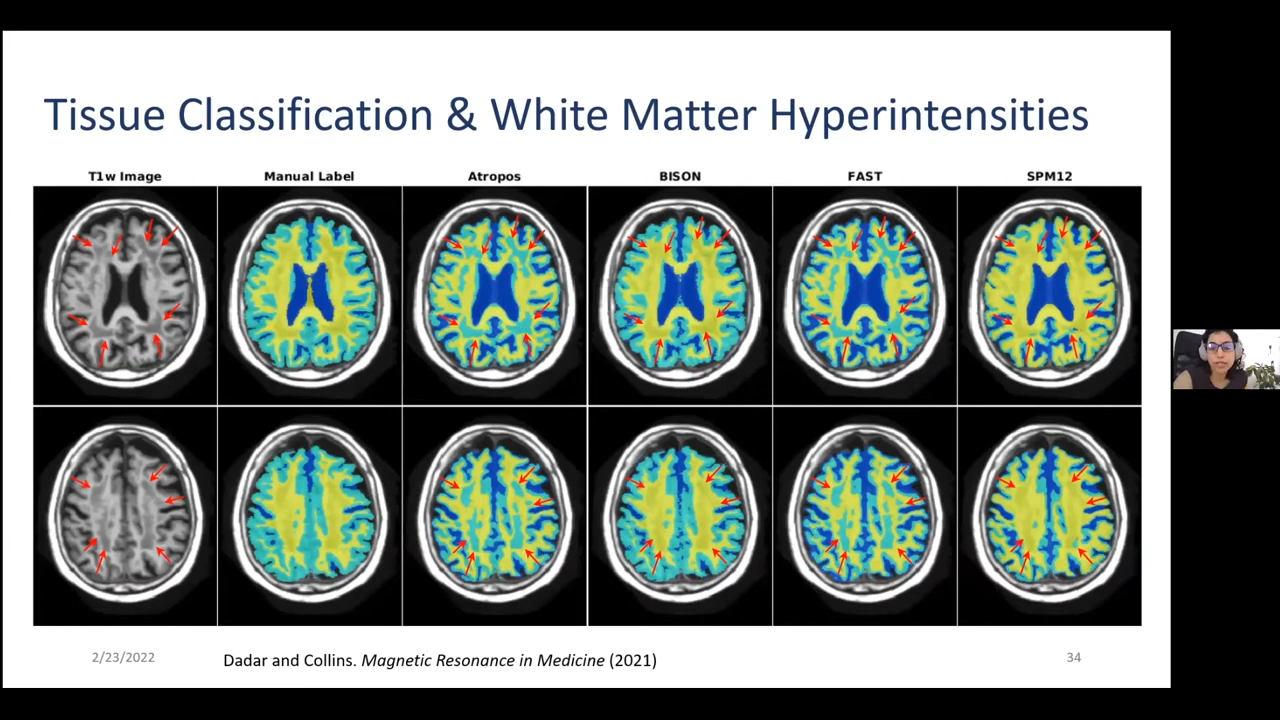 Tissue Classification & White Matter Hyperintensities
T1w Image
Manual Label
Atropos
BISON
FAST
SPM12
2/23/2022
Dadar and Collins. Magnetic Resonance in Medicine (2021)
34